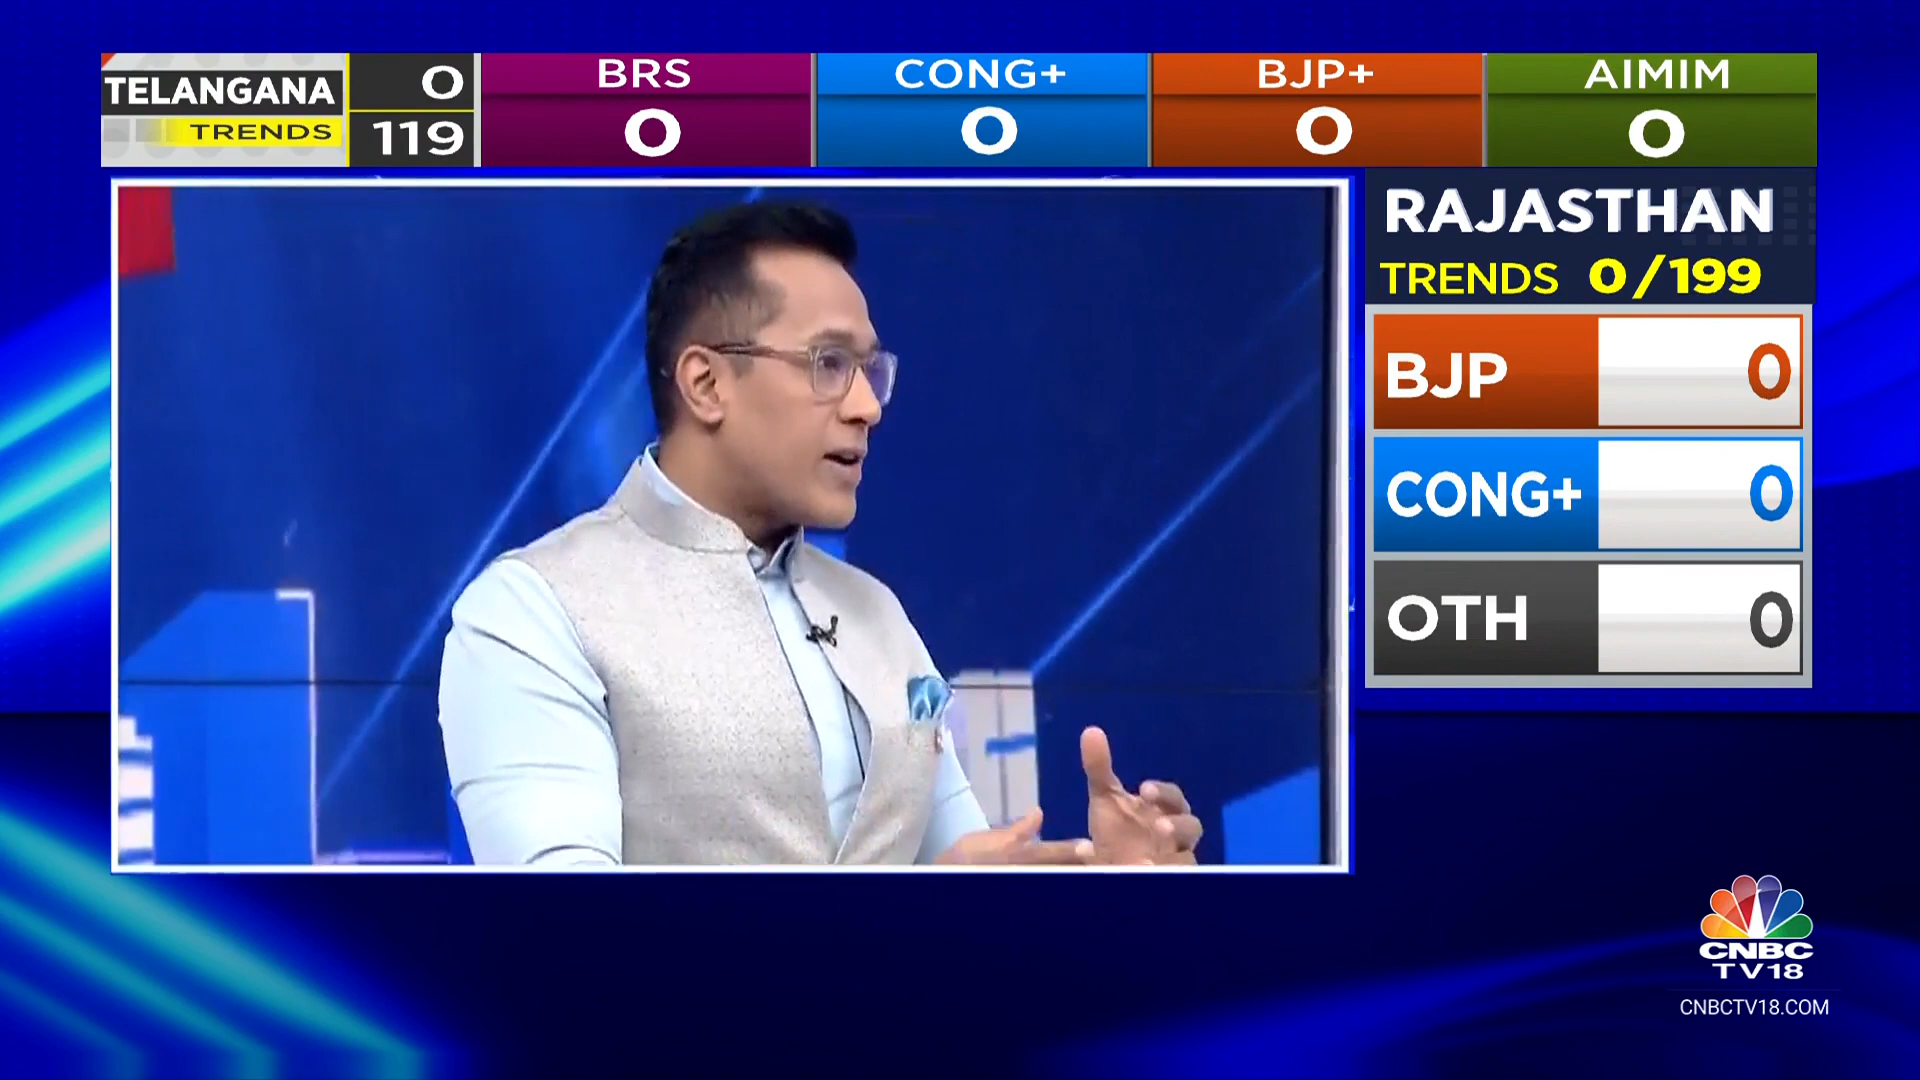 TELANGANA
TRENDS
0
119
BRS
0
CONG+
0
BJP+
0
AIMIM
0
RAJASTHAN
TRENDS 0/199
BJP 0
CONG+ 0
OTH 0
CNBC
TV18
CNBCTV18.COM